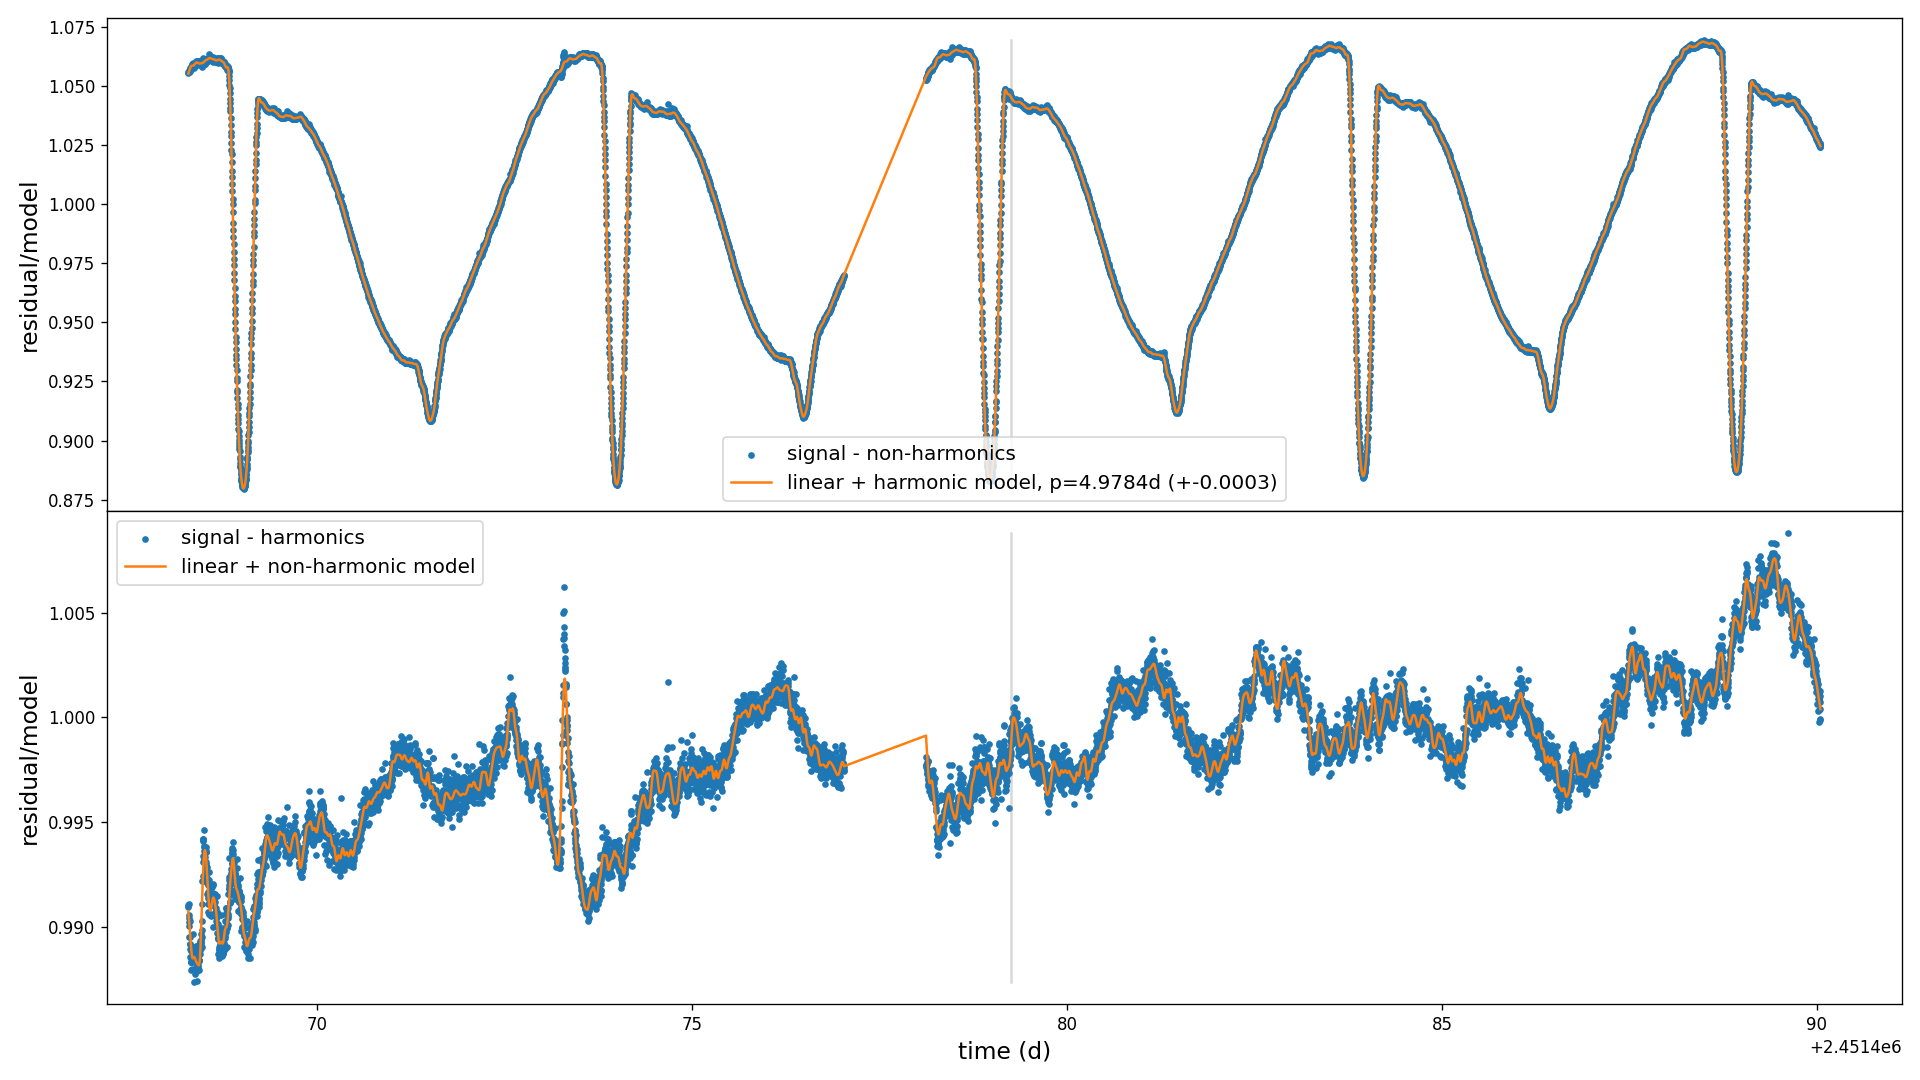 1.075
1.050
1.025
1.000
0.975
0.950
0.925
0.900
0.875
residual/model
signal - non-harmonics
linear + harmonic model, p=4.9784d (+-0.0003)
signal - harmonics
linear + non-harmonic model
1.005
1.000
0.995
0.990
residual/model
70
75
80
85
90
time (d)
+2.4514e6